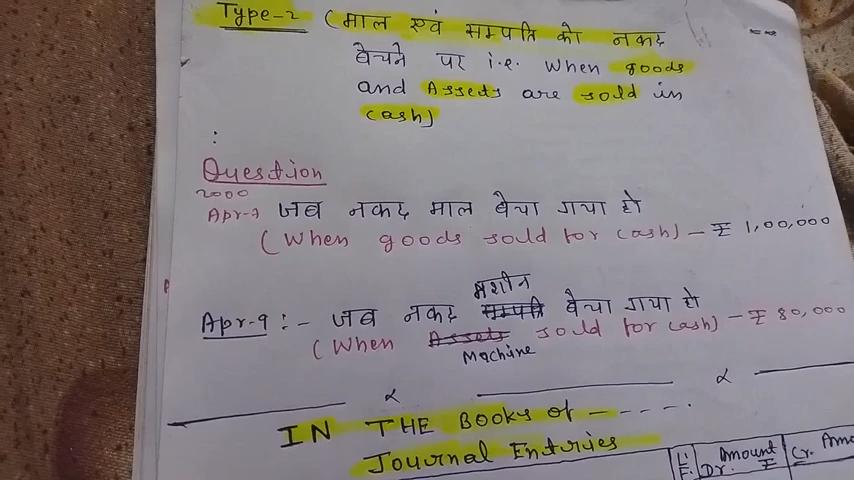 Type-2 (माल एवं सम्पति को नकद
बेचने पर i.e. When goods
and Assets are sold in
Cash)
:
Question
2000
Apr-7 जब नकद माल बेचा गया हो
(When goods sold for cash) - ₹ 1,00,000
मशीन
Apr-9 :- जब नकद सम्पति बेचा गया हो
(When Assets sold for cash) - ₹ 80,000
Machine
IN THE Books of - - - - -.
Journal Entries
L.F. Amount Dr. ₹ Cr. Amo